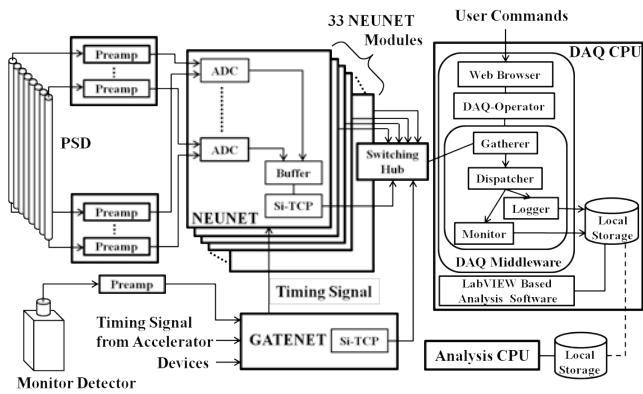 33 NEUNET
Modules
User Commands
DAQ CPU
Preamp
Preamp
PSD
Preamp
Preamp
ADC
ADC
Buffer
Si-TCP
NEUNET
Switching
Hub
Web Browser
DAQ-Operator
Gatherer
Dispatcher
Logger
Monitor
DAQ Middleware
Local
Storage
LabVIEW Based
Analysis Software
Preamp
Timing Signal
Timing Signal
from Accelerator
Devices
GATENET
Si-TCP
Monitor Detector
Analysis CPU
Local
Storage